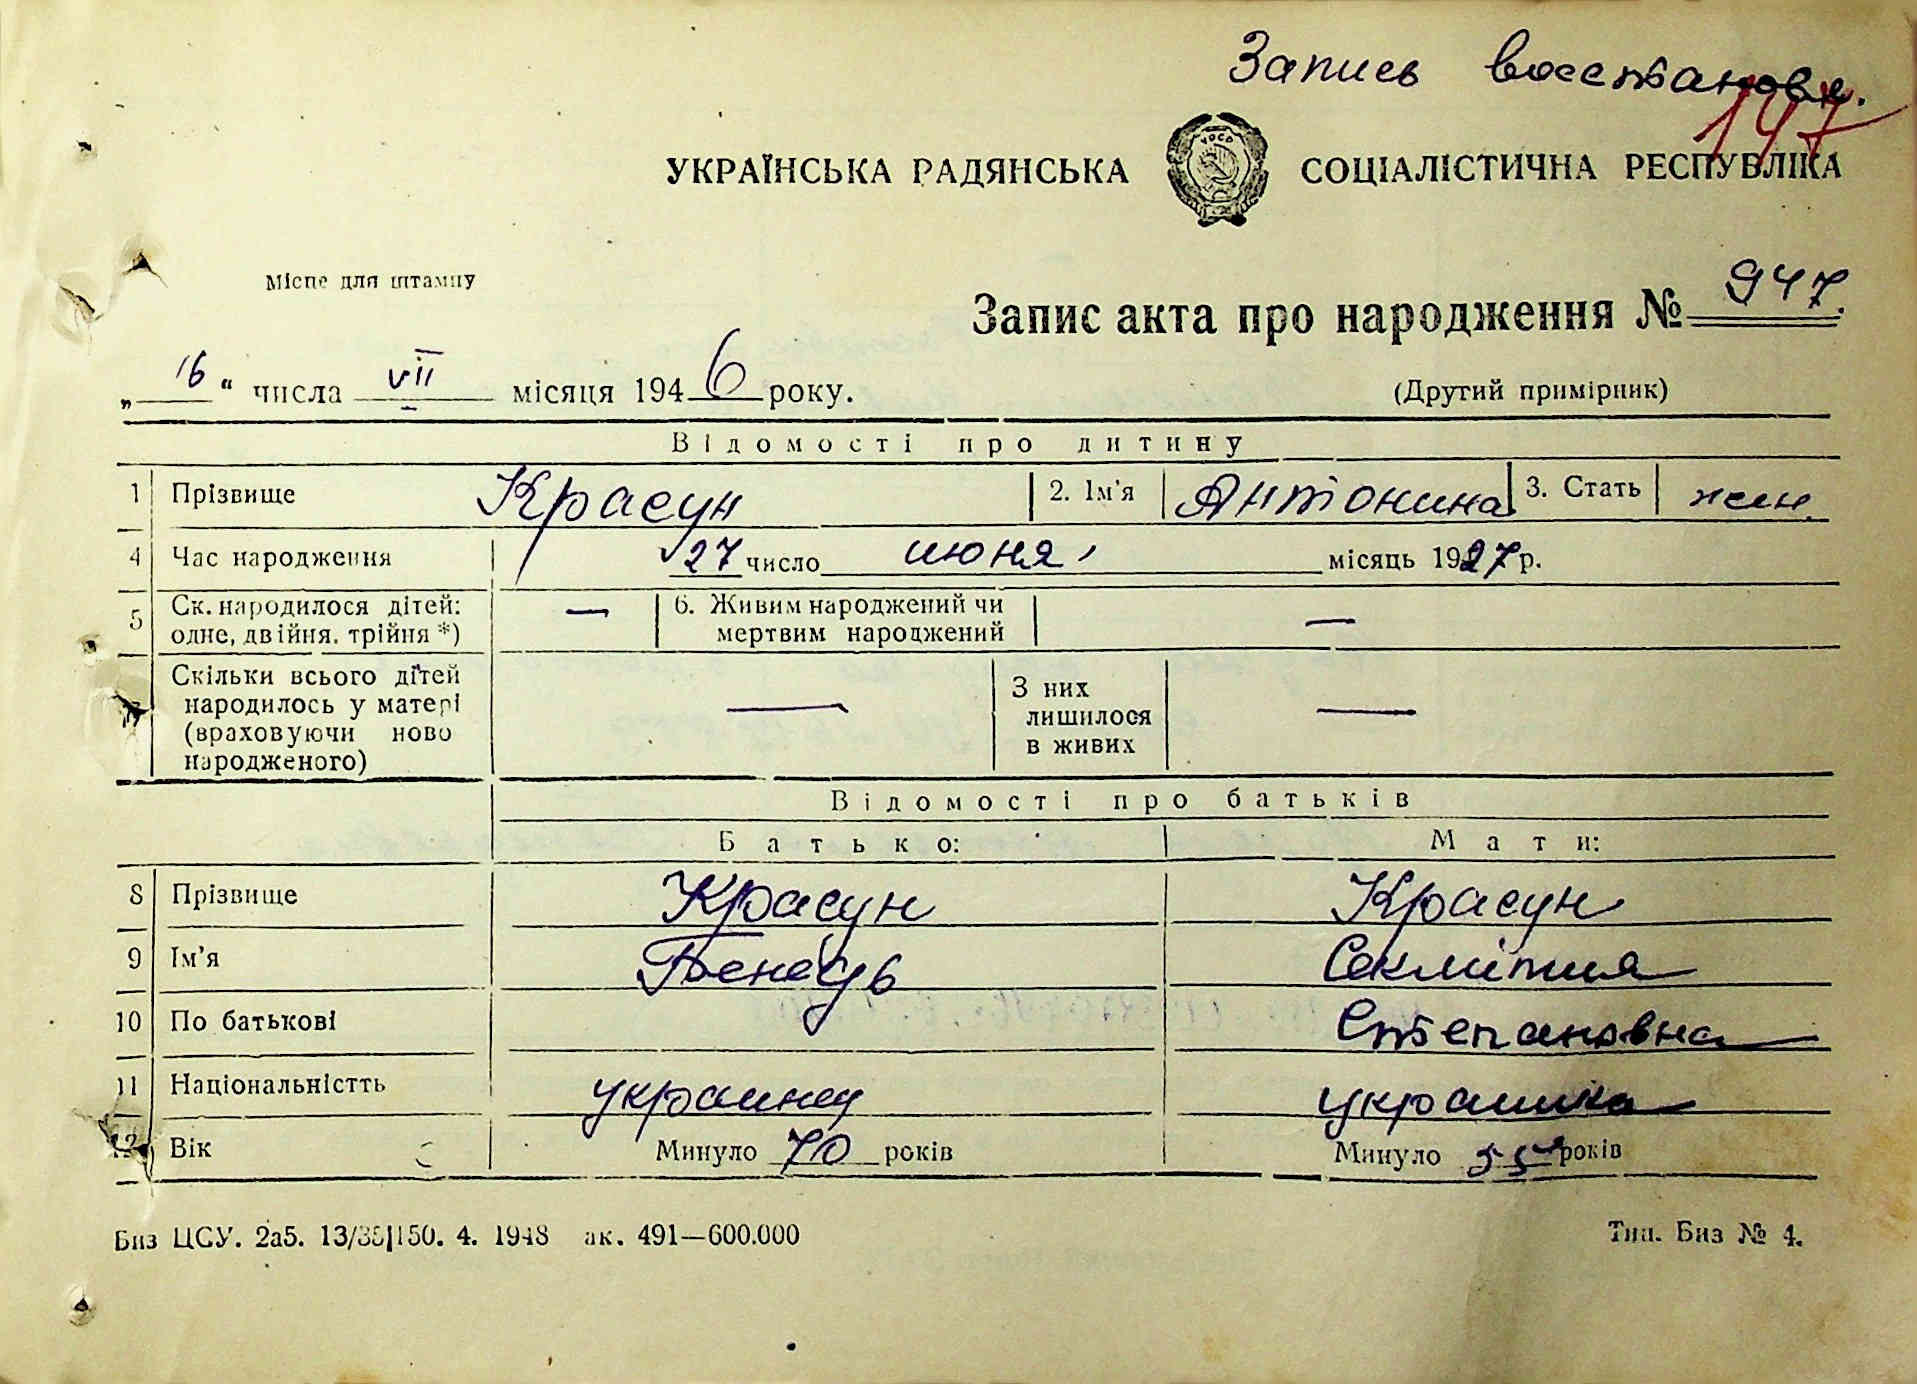 Запись восстановл.
147
УКРАЇНСЬКА РАДЯНСЬКА СОЦІАЛІСТИЧНА РЕСПУБЛІКА
Місце для штампу
Запис акта про народження № 947.
„ 16 “ числа VII місяця 1946 року.
(Другий примірник)
Відомості про дитину
1 Прізвище Красун 2. Ім'я Антонина 3. Стать жен.
4 Час народження 27 число июня місяць 1927 р.
5 Ск. народилося дітей: одне, двійня, трійня *) — 6. Живим народжений чи мертвим народжений —
Скільки всього дітей народилось у матері (враховуючи ново народженого) — З них лишилося в живих —
Відомості про батьків
Батько: Мати:
8 Прізвище Красун Красун
9 Ім'я
10 По батькові Степановна
11 Національністть украинец украинка
12 Вік Минуло 70 років Минуло 55 років
Биз ЦСУ. 2а5. 13/35|150. 4. 1948 ак. 491—600.000
Тип. Биз № 4.